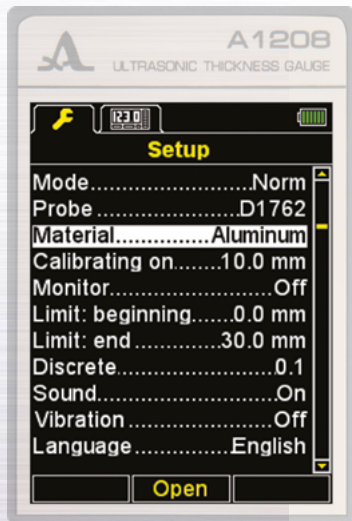 A1208
ULTRASONIC THICKNESS GAUGE
123.0
Setup
Mode..........................Norm
Probe........................D1762
Material...............Aluminum
Calibrating on.......10.0 mm
Monitor..........................Off
Limit: beginning......0.0 mm
Limit: end..............30.0 mm
Discrete..........................0.1
Sound............................On
Vibration........................Off
Language................English
Open